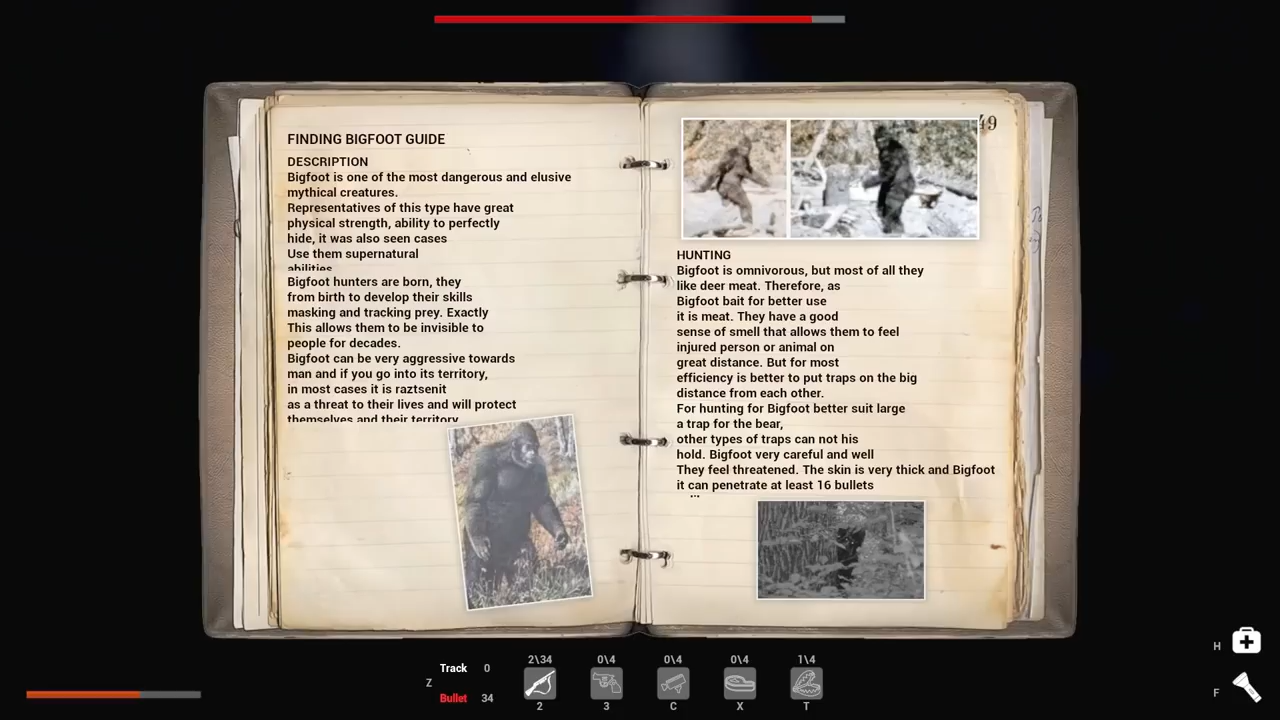 FINDING BIGFOOT GUIDE
DESCRIPTION
Bigfoot is one of the most dangerous and elusive
mythical creatures.
Representatives of this type have great
physical strength, ability to perfectly
hide, it was also seen cases
Use them supernatural
abilities
Bigfoot hunters are born, they
from birth to develop their skills
masking and tracking prey. Exactly
This allows them to be invisible to
people for decades.
Bigfoot can be very aggressive towards
man and if you go into its territory,
in most cases it is raztsenit
as a threat to their lives and will protect
themselves and their territory
49
HUNTING
Bigfoot is omnivorous, but most of all they
like deer meat. Therefore, as
Bigfoot bait for better use
it is meat. They have a good
sense of smell that allows them to feel
injured person or animal on
great distance. But for most
efficiency is better to put traps on the big
distance from each other.
For hunting for Bigfoot better suit large
a trap for the bear,
other types of traps can not his
hold. Bigfoot very careful and well
They feel threatened. The skin is very thick and Bigfoot
it can penetrate at least 16 bullets
Track 0
Z
Bullet 34
2\34 0\4 0\4 0\4 1\4
2 3 C X T
H
F